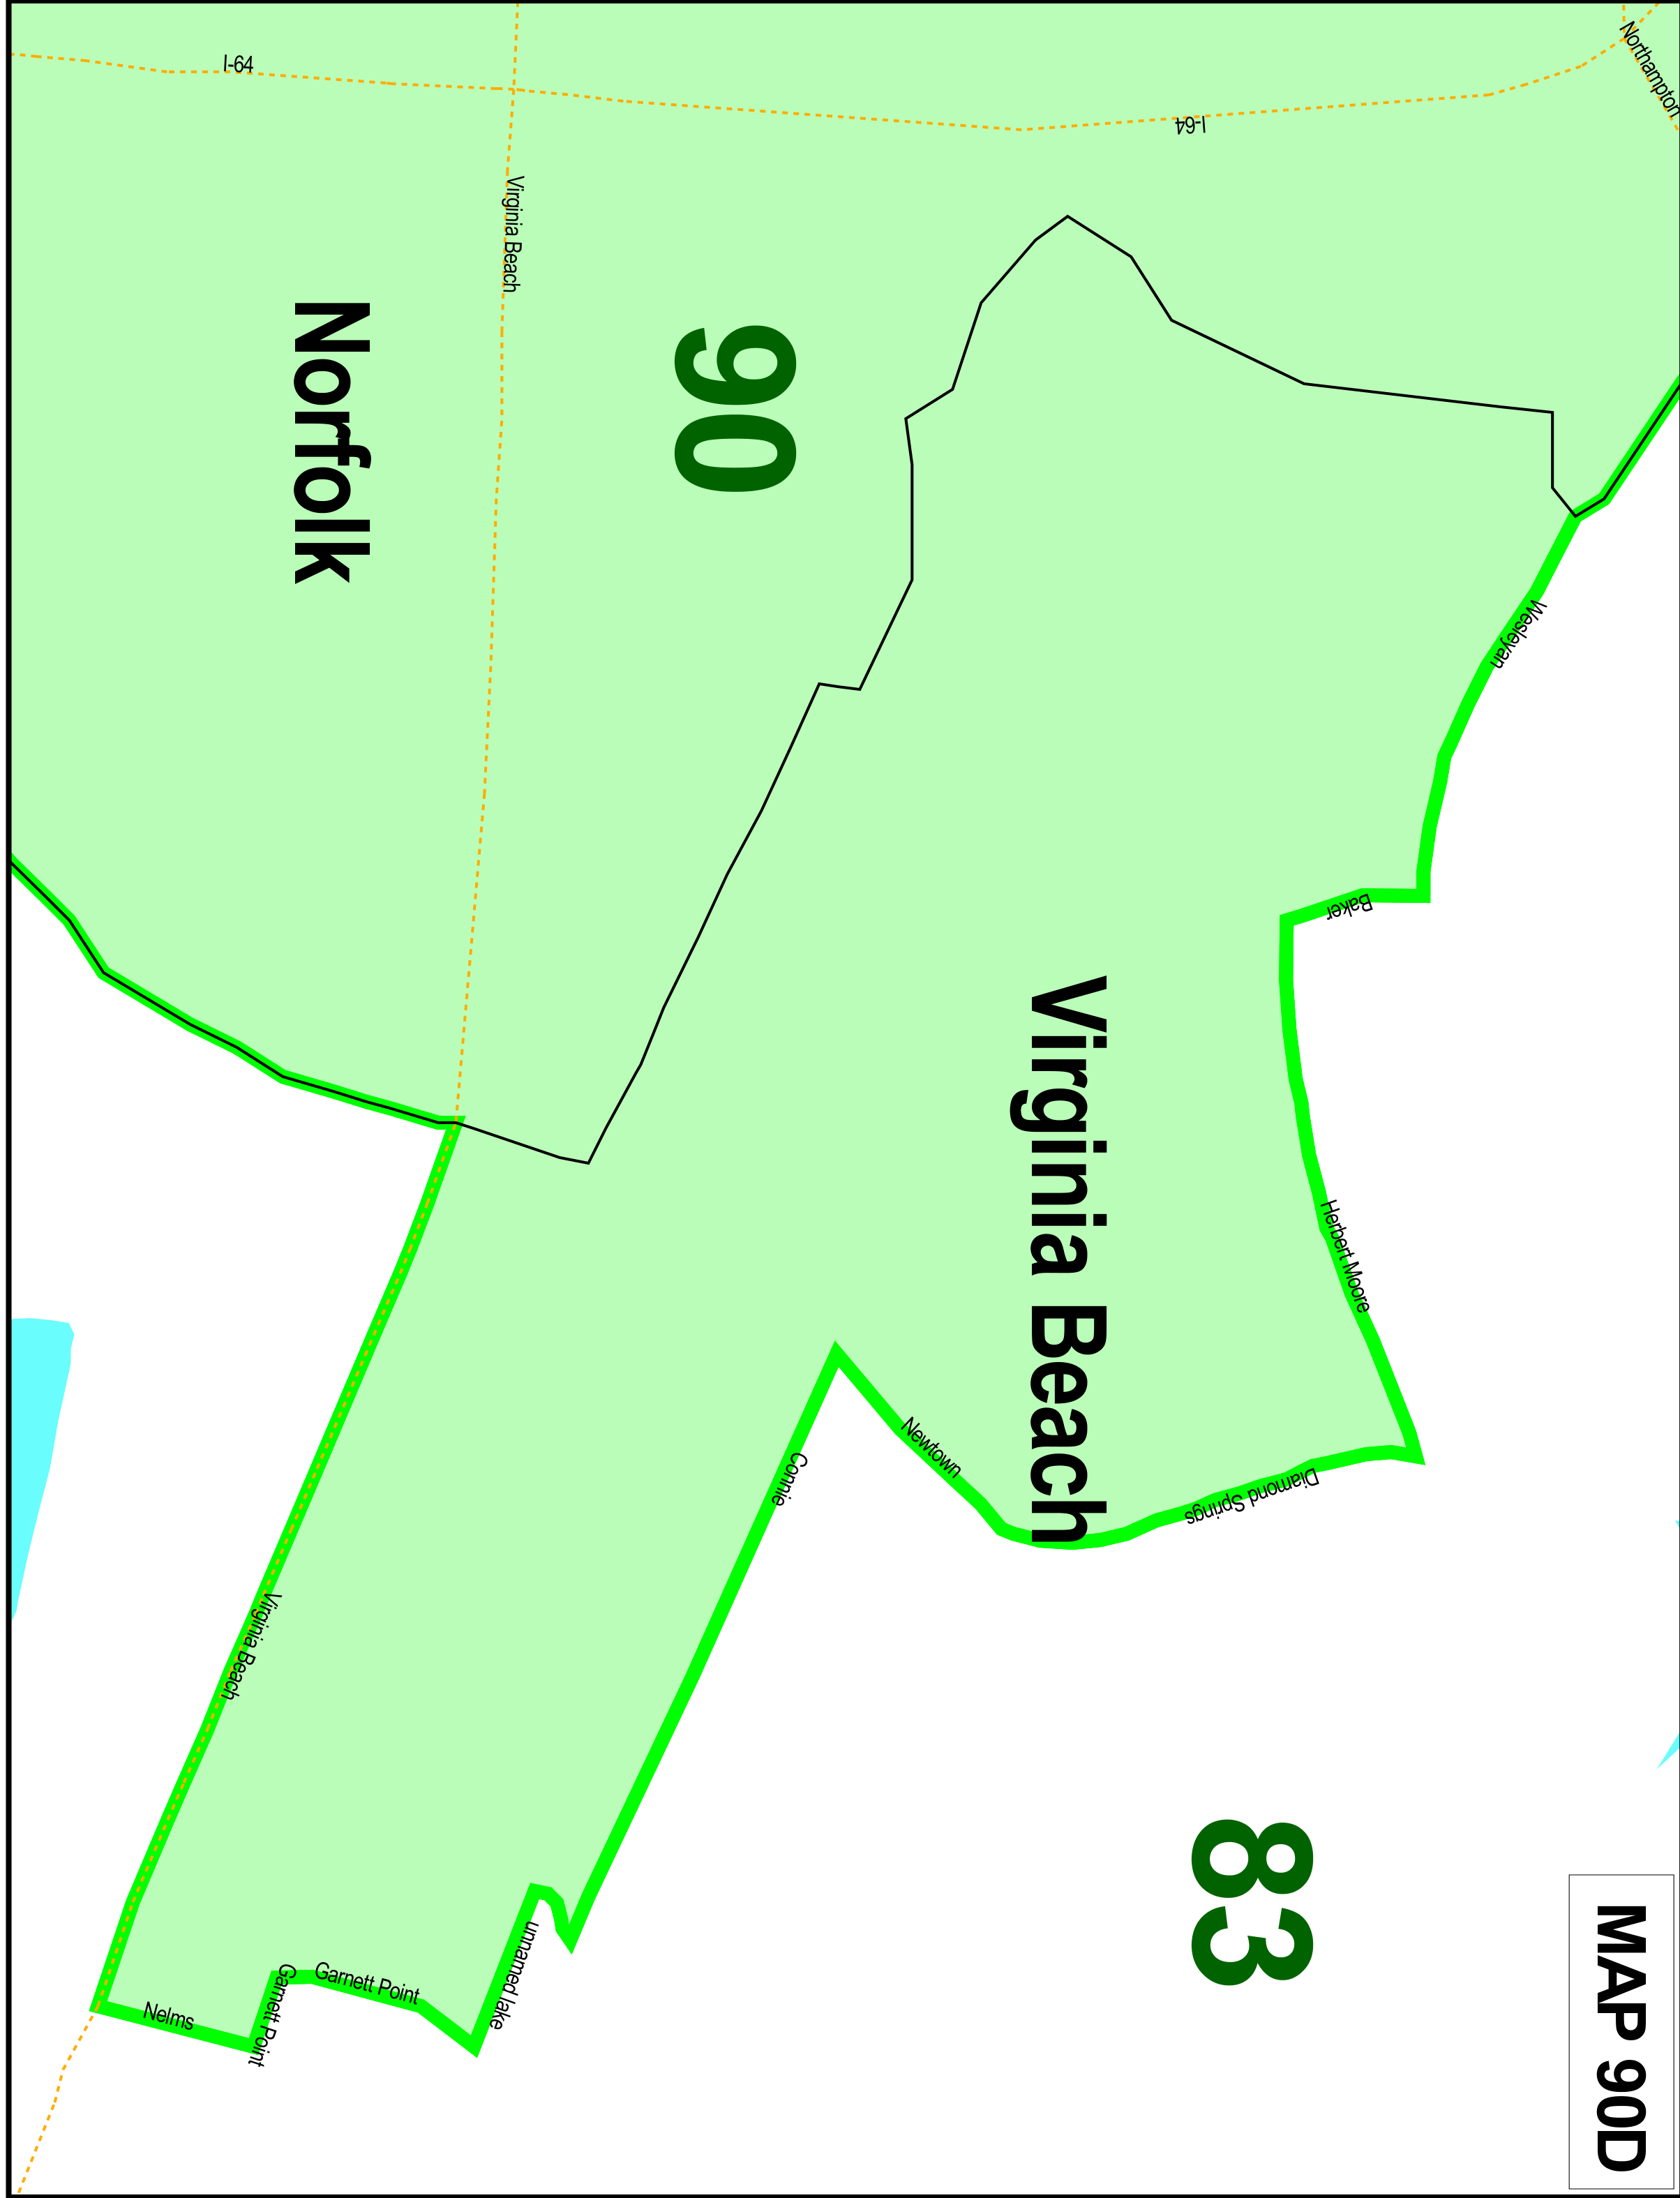 MAP 90D
Northampton
I-64
I-64
Virginia Beach
Norfolk
90
Wesleyan
Baker
Virginia Beach
Herbert Moore
Diamond Springs
Newtown
Connie
Virginia Beach
83
unnamed lake
Garnett Point
Garnett Point
Nelms